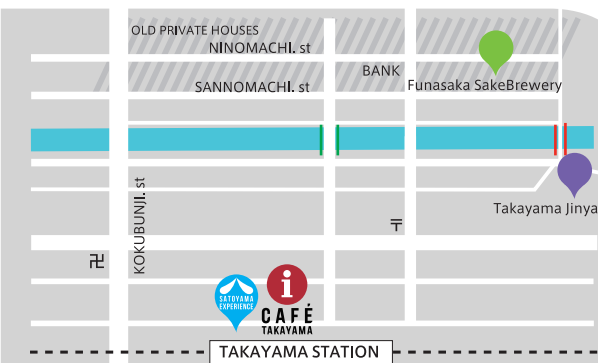 OLD PRIVATE HOUSES
NINOMACHI. st
BANK
Funasaka SakeBrewery
SANNOMACHI. st
KOKUBUNJI. st
Takayama Jinya
〒
卍
SATOYAMA
EXPERIENCE
i
CAFÉ
TAKAYAMA
TAKAYAMA STATION